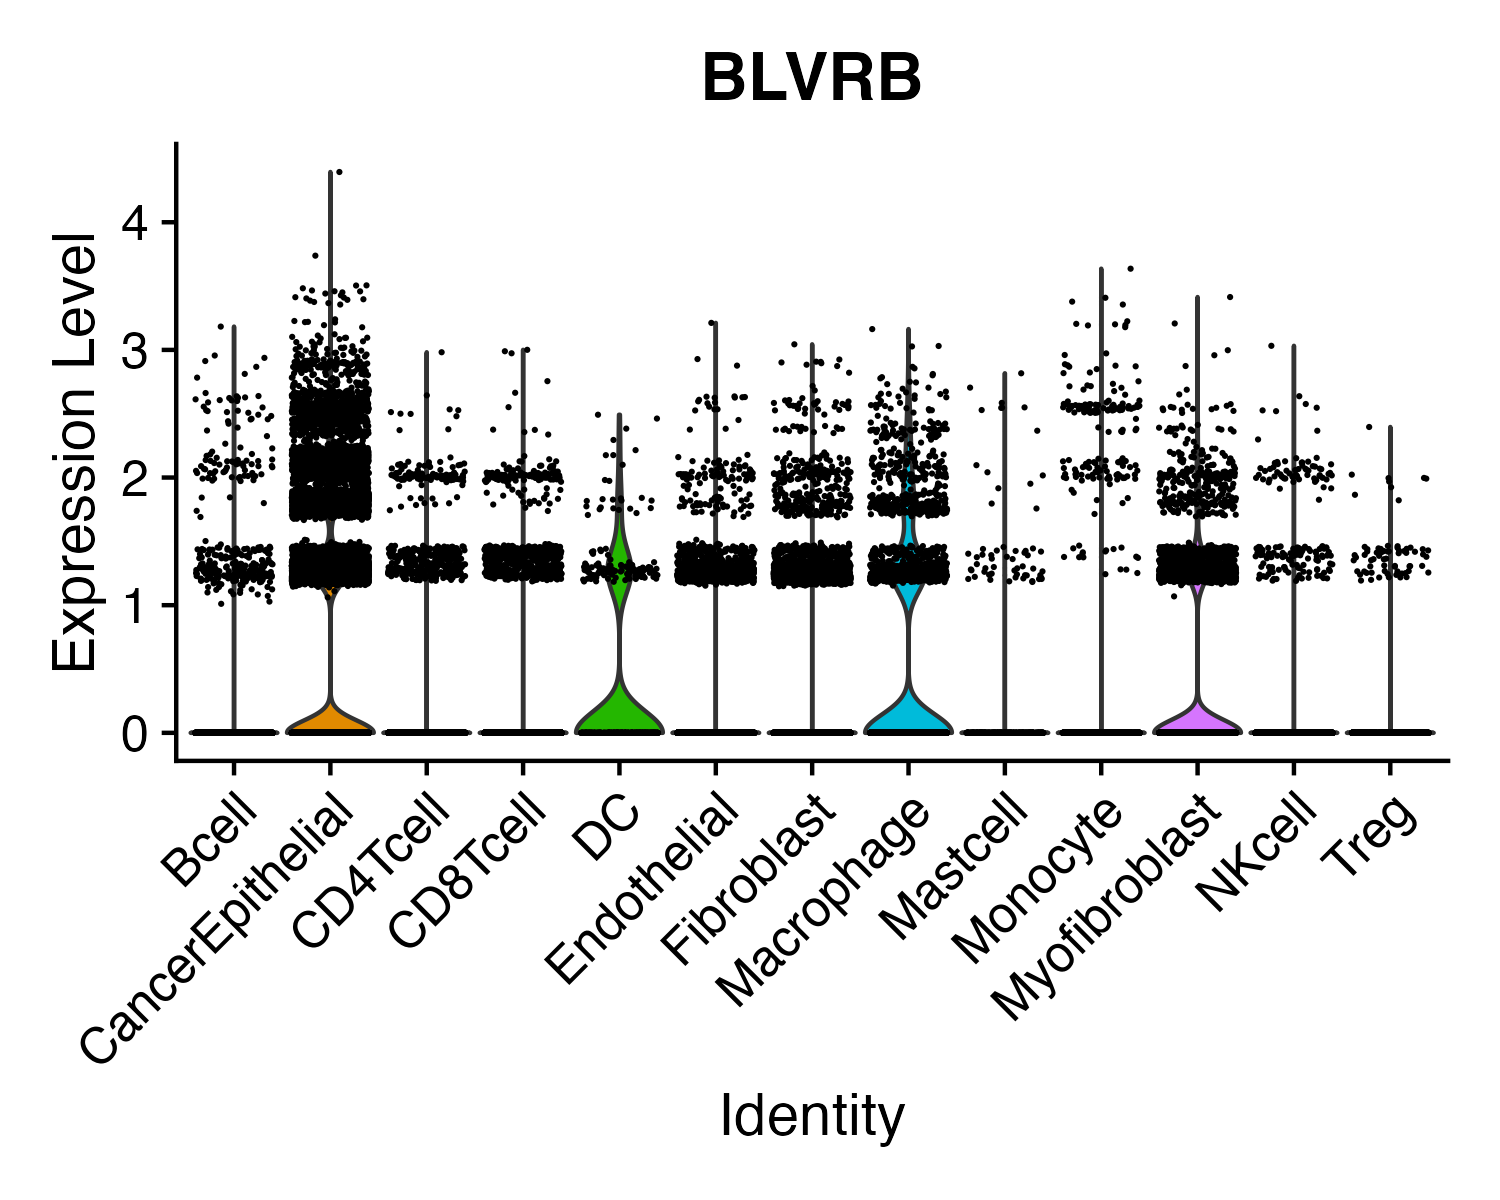 BLVRB
Expression Level
4
3
2
1
0
Bcell
CancerEpithelial
CD4Tcell
CD8Tcell
DC
Endothelial
Fibroblast
Macrophage
Mastcell
Monocyte
Myofibroblast
NKcell
Treg
Identity